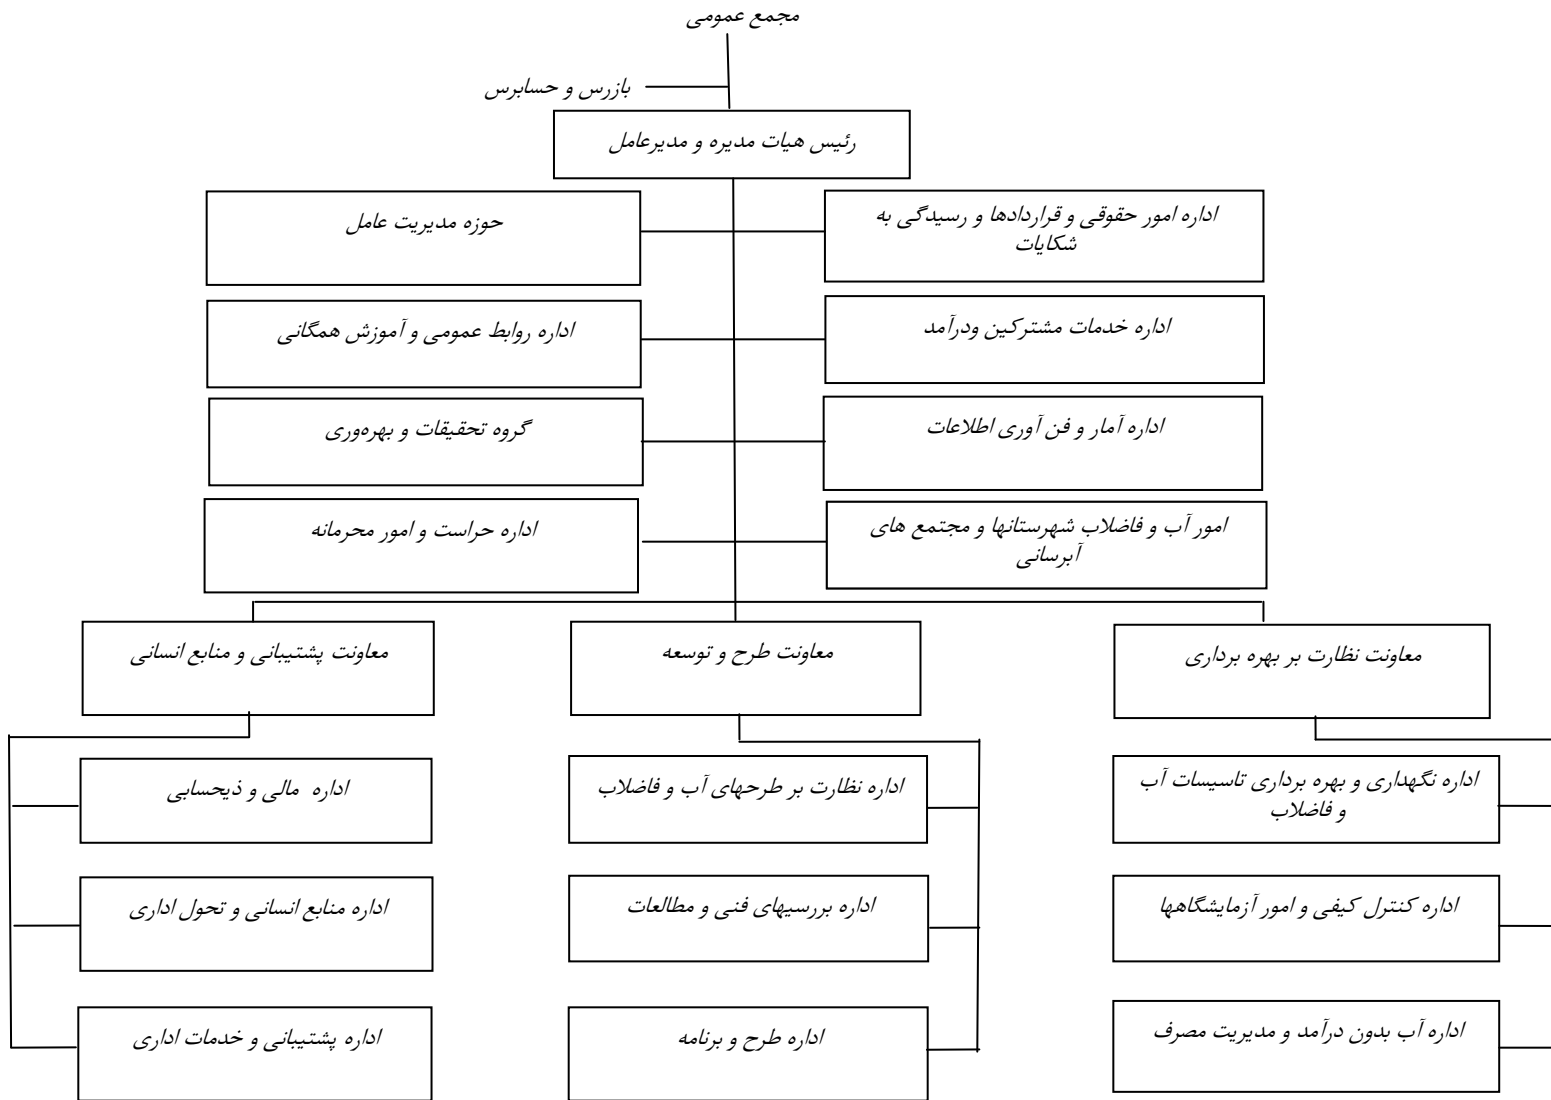 مجمع عمومی
بازرس و حسابرس
رئیس هیات مدیره و مدیرعامل
اداره امور حقوقی و قراردادها و رسیدگی به
شکایات
حوزه مدیریت عامل
اداره خدمات مشترکین ودرآمد
اداره روابط عمومی و آموزش همگانی
اداره آمار و فن آوری اطلاعات
گروه تحقیقات و بهره‌وری
امور آب و فاضلاب شهرستانها و مجتمع های
آبرسانی
اداره حراست و امور محرمانه
معاونت نظارت بر بهره برداری
معاونت طرح و توسعه
معاونت پشتیبانی و منابع انسانی
اداره نگهداری و بهره برداری تاسیسات آب
و فاضلاب
اداره نظارت بر طرحهای آب و فاضلاب
اداره مالی و ذیحسابی
اداره کنترل کیفی و امور آزمایشگاهها
اداره بررسیهای فنی و مطالعات
اداره منابع انسانی و تحول اداری
اداره آب بدون درآمد و مدیریت مصرف
اداره طرح و برنامه
اداره پشتیبانی و خدمات اداری